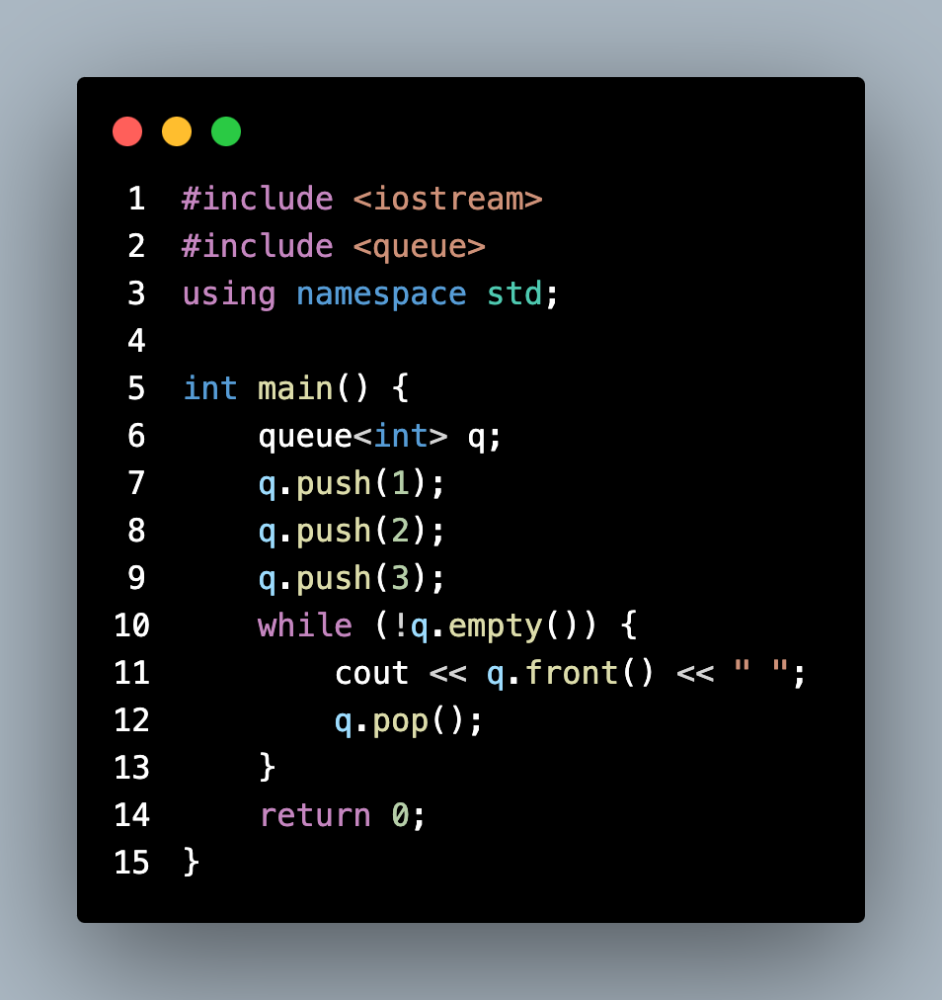 1 #include <iostream>
2 #include <queue>
3 using namespace std;
4
5 int main() {
6     queue<int> q;
7     q.push(1);
8     q.push(2);
9     q.push(3);
10     while (!q.empty()) {
11         cout << q.front() << " ";
12         q.pop();
13     }
14     return 0;
15 }